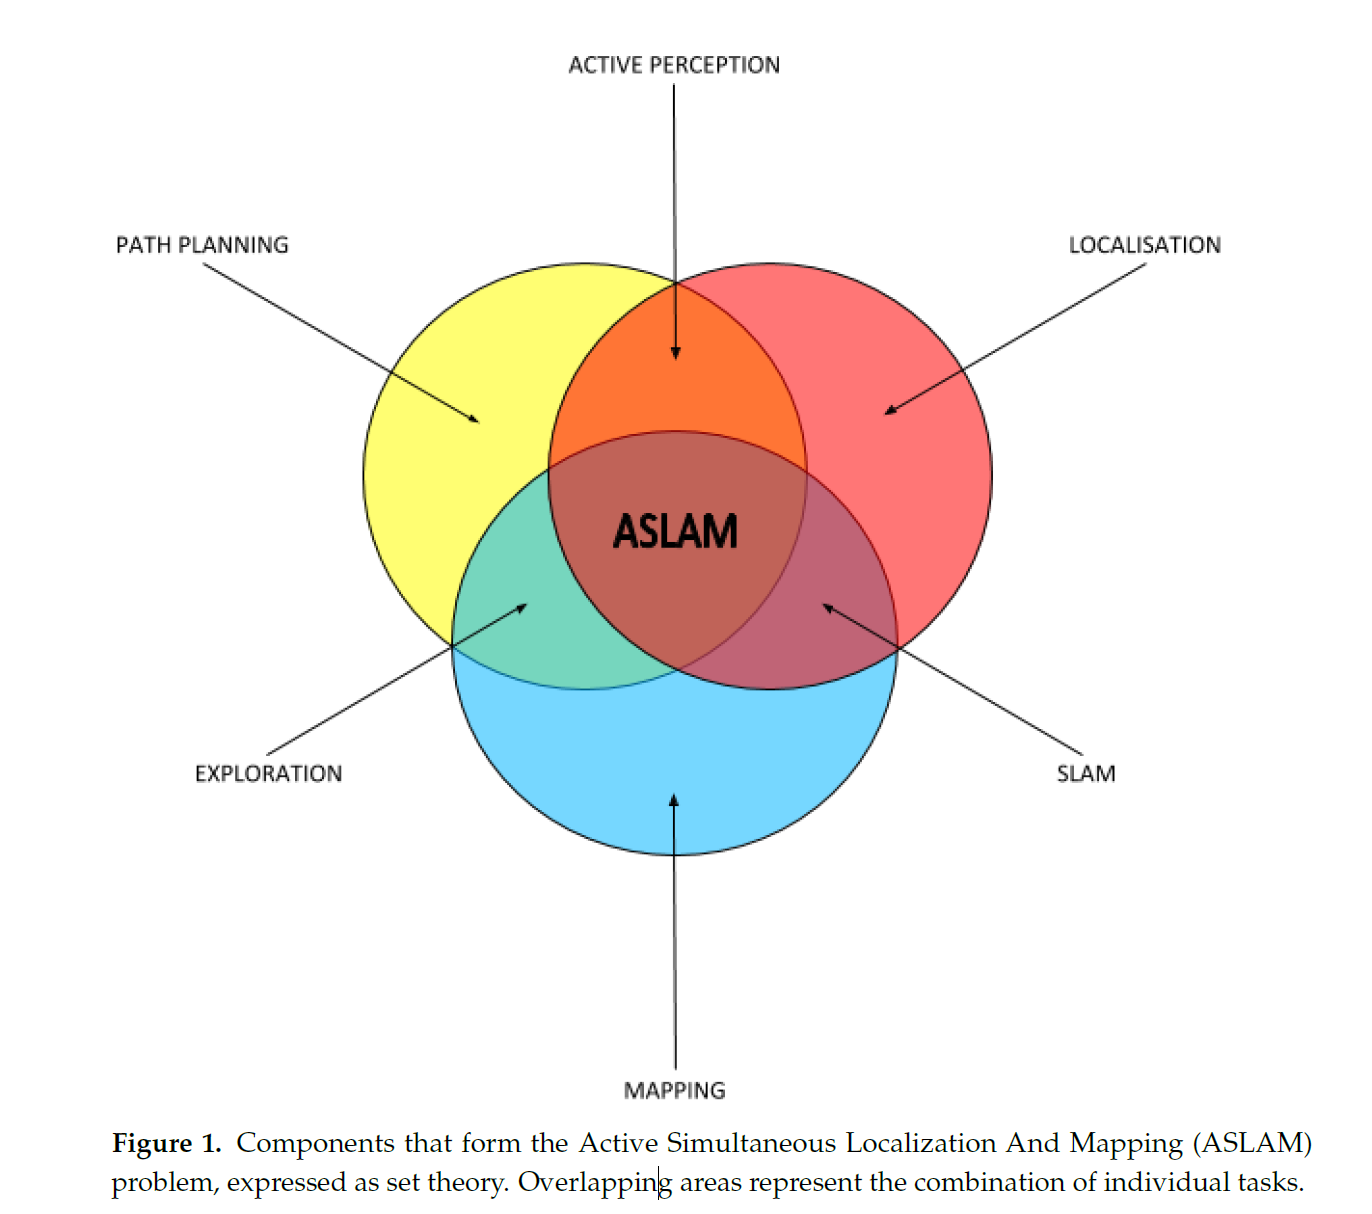 ACTIVE PERCEPTION
PATH PLANNING
LOCALISATION
ASLAM
EXPLORATION
SLAM
MAPPING
Figure 1. Components that form the Active Simultaneous Localization And Mapping (ASLAM)
problem, expressed as set theory. Overlapping areas represent the combination of individual tasks.